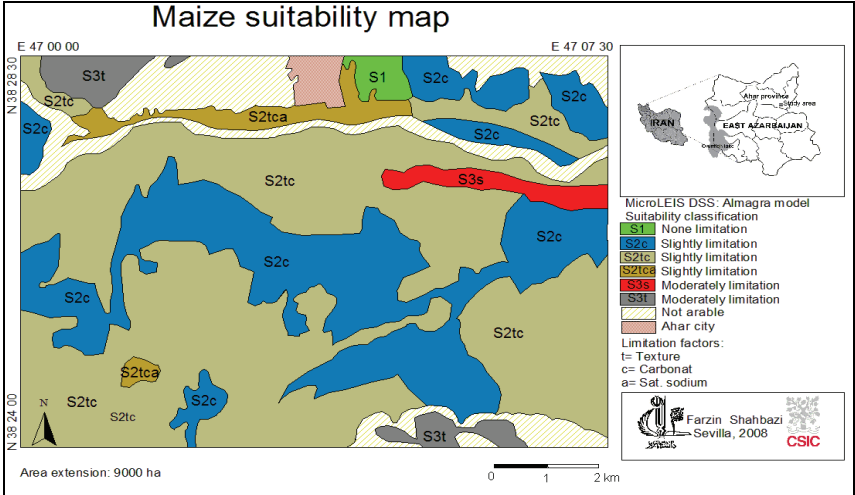 Maize suitability map
E 47 00 00
E 47 07 30
N 38 28 30
N 38 24 00
S3t
S1
S2c
S2c
S2tc
S2tca
S2tc
S2c
S2c
S2tc
S3s
S2c
S2c
S2c
S2tc
S2tca
S2tc
S2tc
S2c
S3t
N
Area extension: 9000 ha
0 1 2 km
IRAN
Ahar province
Study area
EAST AZARBAIJAN
MicroLEIS DSS: Almagra model
Suitability classification
S1 None limitation
S2c Slightly limitation
S2tc Slightly limitation
S2tca Slightly limitation
S3s Moderately limitation
S3t Moderately limitation
Not arable
Ahar city
Limitation factors:
t= Texture
c= Carbonat
a= Sat. sodium
Farzin Shahbazi
Sevilla, 2008
CSIC